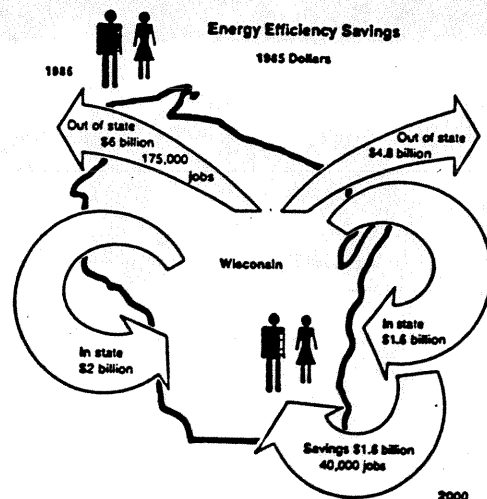 Energy Efficiency Savings
1985 Dollars
1986
Out of state
$6 billion
175,000
jobs
Out of state
$4.8 billion
Wisconsin
In state
$2 billion
In state
$1.6 billion
Savings $1.6 billion
40,000 jobs
2000